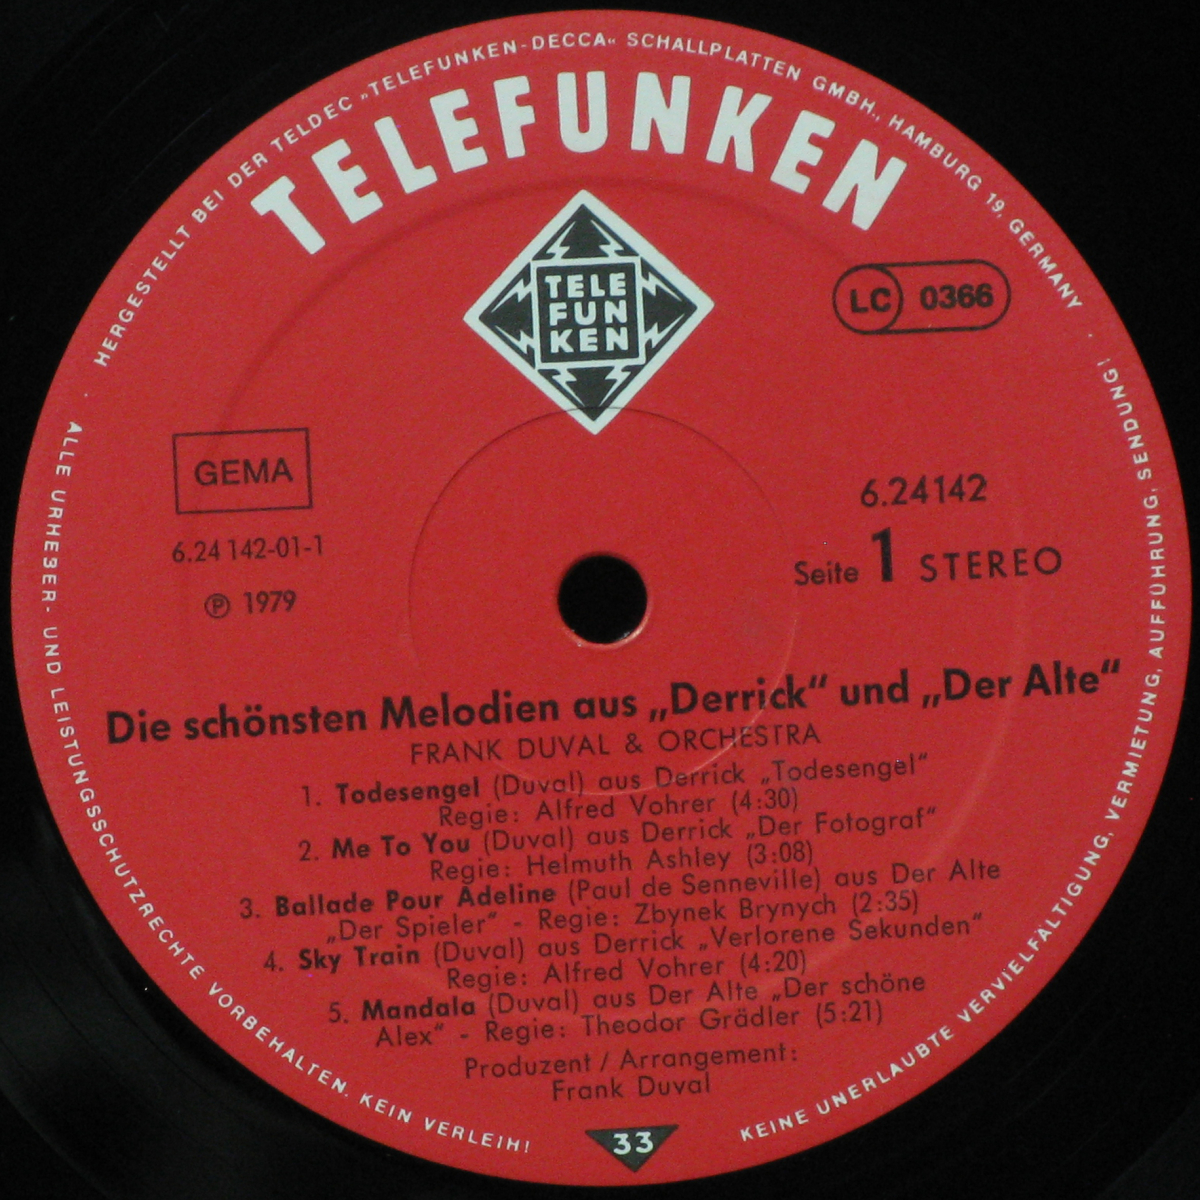 HERGESTELLT BEI DER TELDEC „TELEFUNKEN-DECCA“ SCHALLPLATTEN GMBH., HAMBURG 19, GERMANY ·
TELEFUNKEN
TELE
FUN
KEN
LC 0366
GEMA
6.24142
6.24 142-01-1
Seite 1 STEREO
℗ 1979
Die schönsten Melodien aus „Derrick“ und „Der Alte“
FRANK DUVAL & ORCHESTRA
1. Todesengel (Duval) aus Derrick „Todesengel“
Regie: Alfred Vohrer (4:30)
2. Me To You (Duval) aus Derrick „Der Fotograf“
Regie: Helmuth Ashley (3:08)
3. Ballade Pour Adeline (Paul de Senneville) aus Der Alte
„Der Spieler“ - Regie: Zbynek Brynych (2:35)
4. Sky Train (Duval) aus Derrick „Verlorene Sekunden“
Regie: Alfred Vohrer (4:20)
5. Mandala (Duval) aus Der Alte „Der schöne
Alex“ - Regie: Theodor Grädler (5:21)
Produzent / Arrangement:
Frank Duval
33
· ALLE URHEBER- UND LEISTUNGSSCHUTZRECHTE VORBEHALTEN. KEIN VERLEIH!
KEINE UNERLAUBTE VERVIELFÄLTIGUNG, VERMIETUNG, AUFFÜHRUNG, SENDUNG!